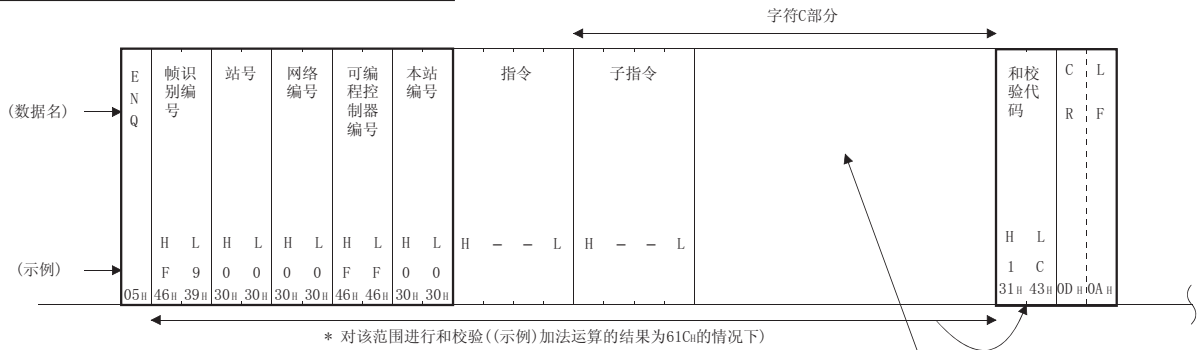 字符C部分
(数据名)
E
N
Q
帧识
别编
号
站号
网络
编号
可编
程控
制器
编号
本站
编号
指令
子指令
和校
验代
码
C
R
L
F
H L H L H L H L H L H － － L H － － L H L
(示例)
F 9 0 0 0 0 F F 0 0 1 C
05H 46H 39H 30H 30H 30H 30H 46H 46H 30H 30H 31H 43H 0DH 0AH
* 对该范围进行和校验((示例)加法运算的结果为61CH的情况下)